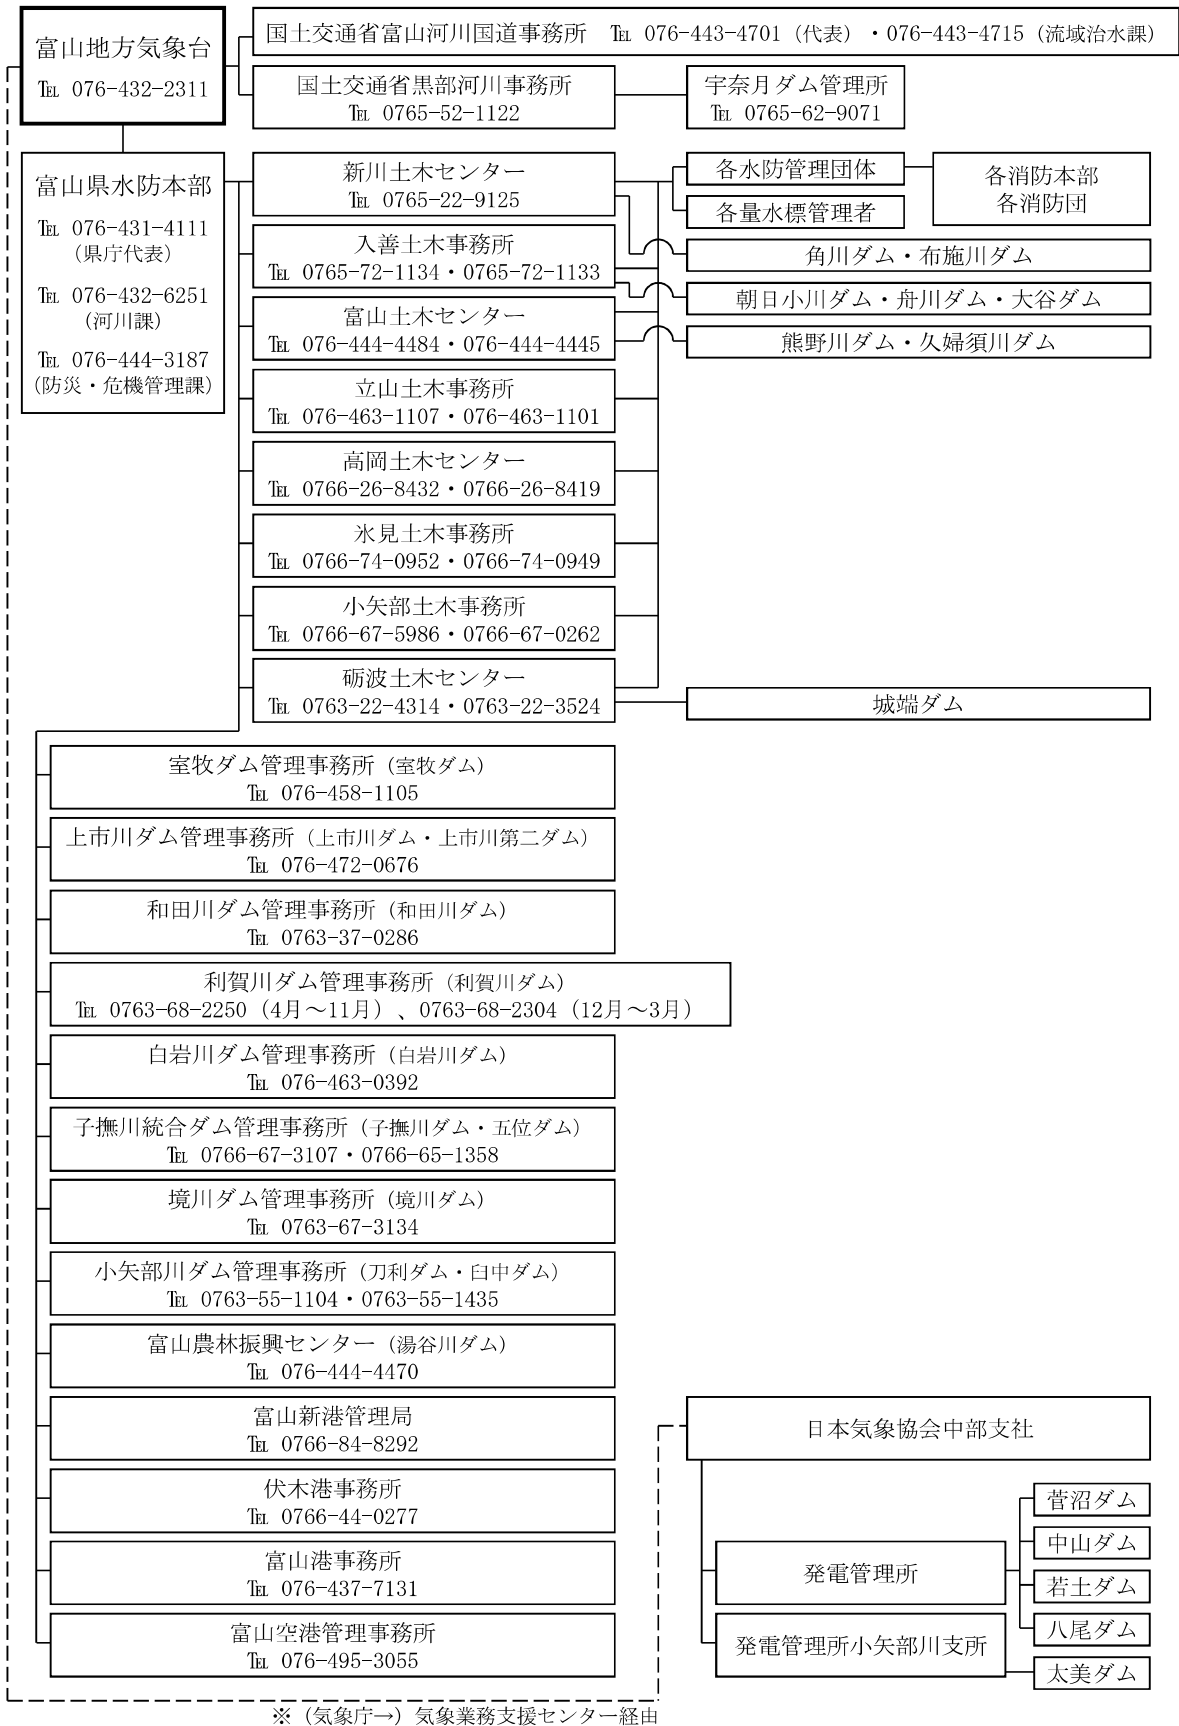 富山地方気象台
℡ 076-432-2311
国土交通省富山河川国道事務所　℡ 076-443-4701（代表）・076-443-4715（流域治水課）
国土交通省黒部河川事務所
℡ 0765-52-1122
宇奈月ダム管理所
℡ 0765-62-9071
富山県水防本部
℡ 076-431-4111
（県庁代表）
℡ 076-432-6251
（河川課）
℡ 076-444-3187
（防災・危機管理課）
新川土木センター
℡ 0765-22-9125
入善土木事務所
℡ 0765-72-1134・0765-72-1133
富山土木センター
℡ 076-444-4484・076-444-4445
立山土木事務所
℡ 076-463-1107・076-463-1101
高岡土木センター
℡ 0766-26-8432・0766-26-8419
氷見土木事務所
℡ 0766-74-0952・0766-74-0949
小矢部土木事務所
℡ 0766-67-5986・0766-67-0262
砺波土木センター
℡ 0763-22-4314・0763-22-3524
各水防管理団体
各量水標管理者
各消防本部
各消防団
角川ダム・布施川ダム
朝日小川ダム・舟川ダム・大谷ダム
熊野川ダム・久婦須川ダム
城端ダム
室牧ダム管理事務所（室牧ダム）
℡ 076-458-1105
上市川ダム管理事務所（上市川ダム・上市川第二ダム）
℡ 076-472-0676
和田川ダム管理事務所（和田川ダム）
℡ 0763-37-0286
利賀川ダム管理事務所（利賀川ダム）
℡ 0763-68-2250（4月～11月）、0763-68-2304（12月～3月）
白岩川ダム管理事務所（白岩川ダム）
℡ 076-463-0392
子撫川統合ダム管理事務所（子撫川ダム・五位ダム）
℡ 0766-67-3107・0766-65-1358
境川ダム管理事務所（境川ダム）
℡ 0763-67-3134
小矢部川ダム管理事務所（刀利ダム・臼中ダム）
℡ 0763-55-1104・0763-55-1435
富山農林振興センター（湯谷川ダム）
℡ 076-444-4470
富山新港管理局
℡ 0766-84-8292
伏木港事務所
℡ 0766-44-0277
富山港事務所
℡ 076-437-7131
富山空港管理事務所
℡ 076-495-3055
日本気象協会中部支社
発電管理所
発電管理所小矢部川支所
菅沼ダム
中山ダム
若土ダム
八尾ダム
太美ダム
※（気象庁→）気象業務支援センター経由